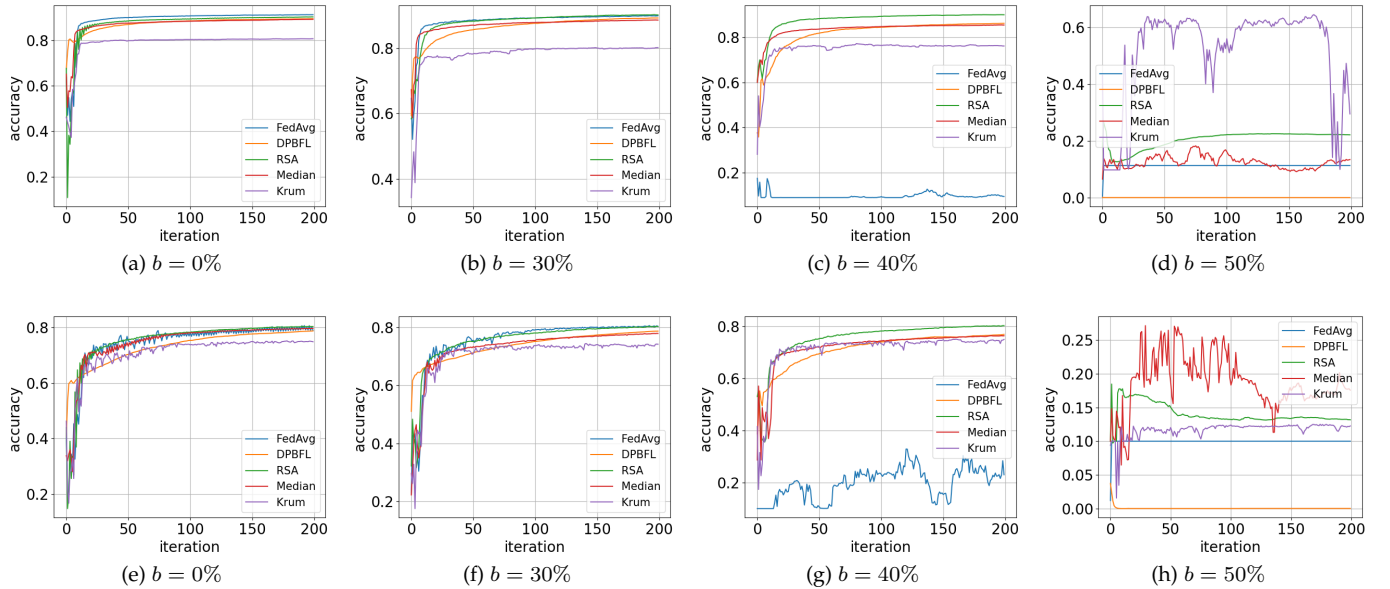 accuracy
0.8
0.6
0.4
0.2
0 50 100 150 200
iteration
FedAvg
DPBFL
RSA
Median
Krum
(a) b = 0%
accuracy
0.8
0.6
0.4
0 50 100 150 200
iteration
FedAvg
DPBFL
RSA
Median
Krum
(b) b = 30%
accuracy
0.8
0.6
0.4
0.2
0 50 100 150 200
iteration
FedAvg
DPBFL
RSA
Median
Krum
(c) b = 40%
accuracy
0.6
0.4
0.2
0.0
0 50 100 150 200
iteration
FedAvg
DPBFL
RSA
Median
Krum
(d) b = 50%
accuracy
0.8
0.6
0.4
0.2
0 50 100 150 200
iteration
FedAvg
DPBFL
RSA
Median
Krum
(e) b = 0%
accuracy
0.8
0.6
0.4
0.2
0 50 100 150 200
iteration
FedAvg
DPBFL
RSA
Median
Krum
(f) b = 30%
accuracy
0.8
0.6
0.4
0.2
0 50 100 150 200
iteration
FedAvg
DPBFL
RSA
Median
Krum
(g) b = 40%
accuracy
0.25
0.20
0.15
0.10
0.05
0.00
0 50 100 150 200
iteration
FedAvg
DPBFL
RSA
Median
Krum
(h) b = 50%